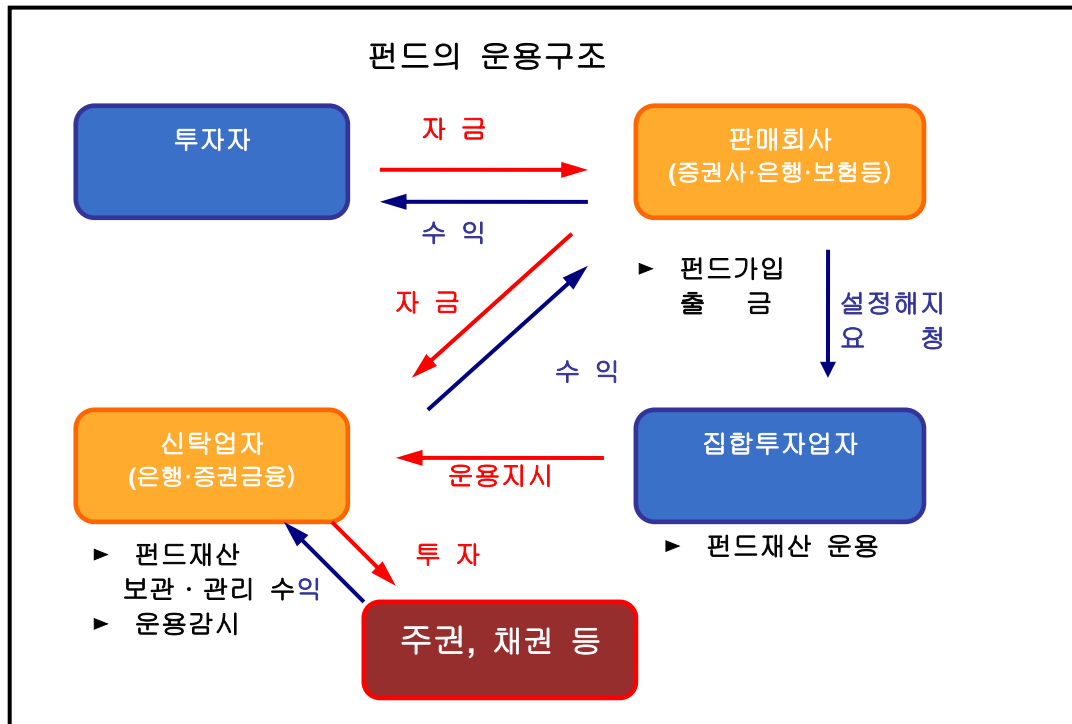 펀드의 운용구조
투자자
자 금
판매회사
(증권사·은행·보험등)
수 익
► 펀드가입
출 금
자 금
설정해지
요 청
수 익
신탁업자
(은행·증권금융)
집합투자업자
운용지시
► 펀드재산 운용
► 펀드재산
보관·관리 수익
► 운용감시
투 자
주권, 채권 등